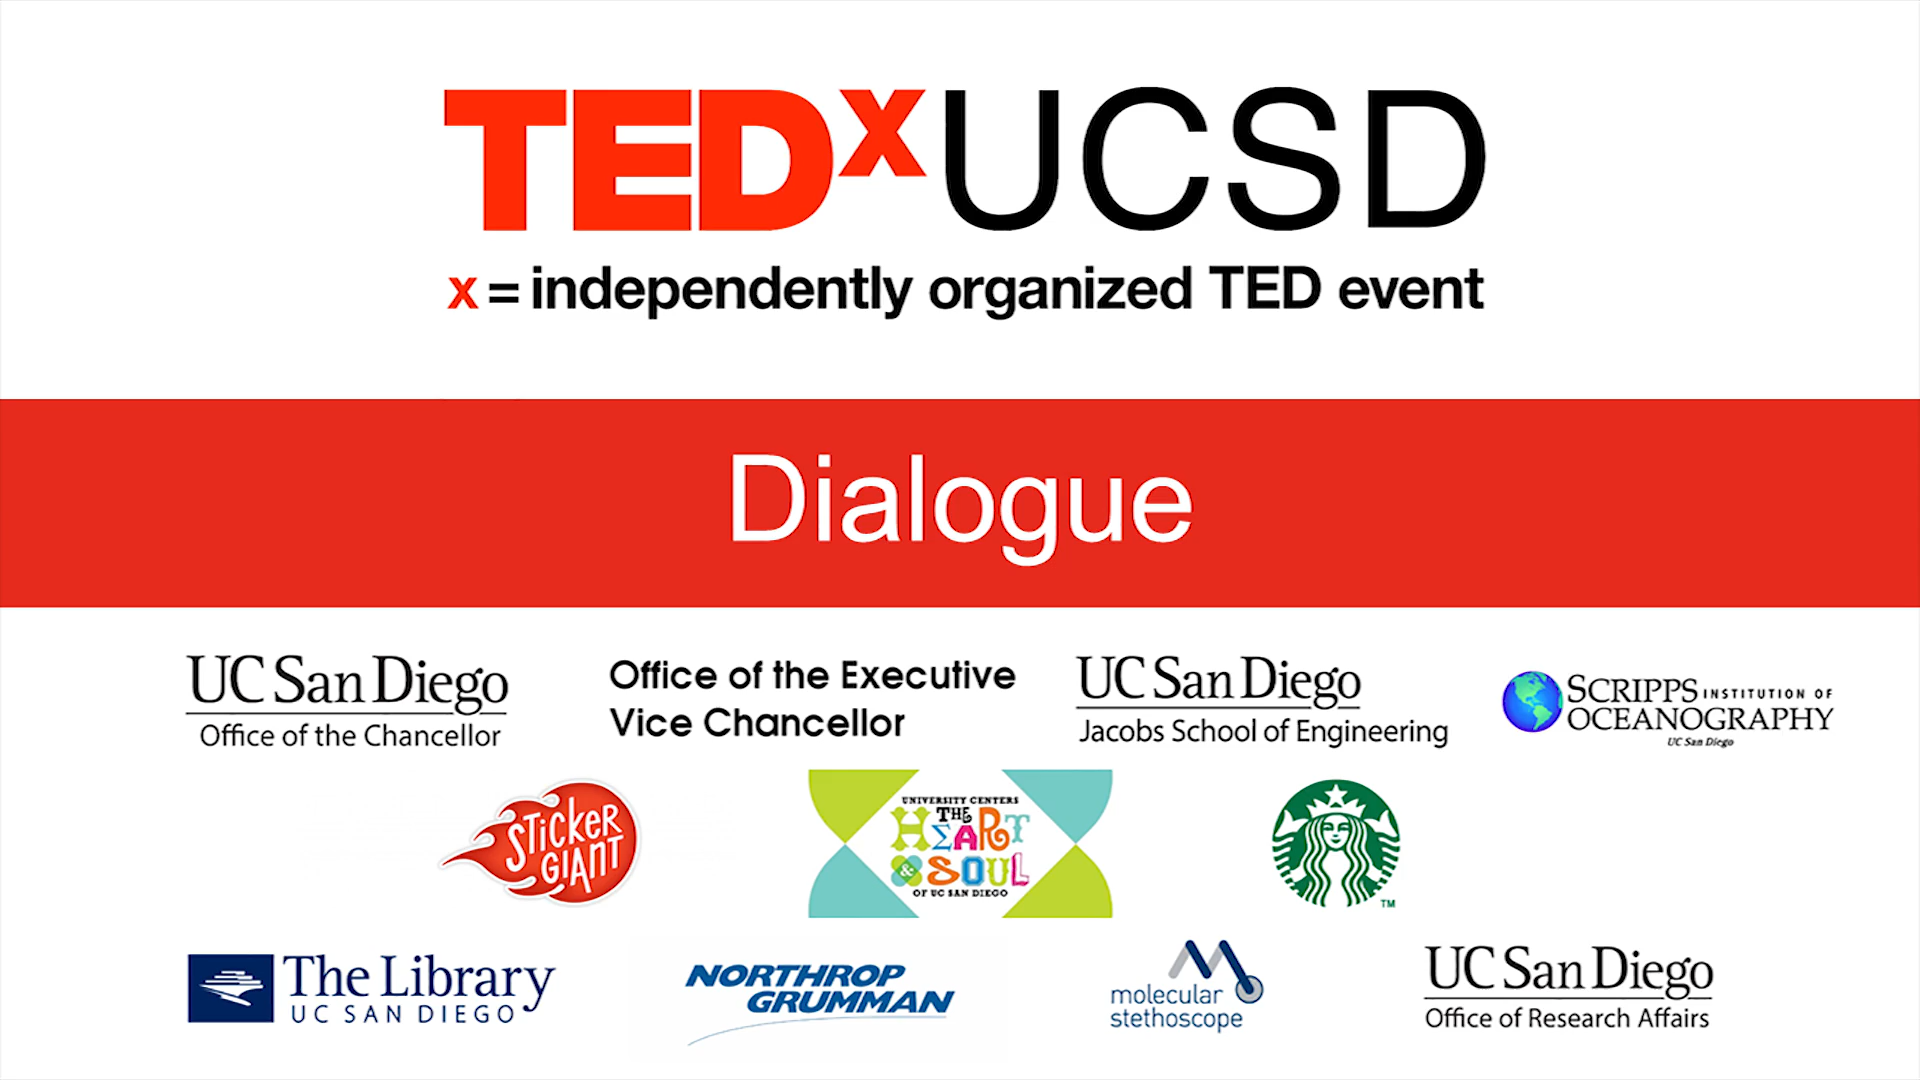 TEDxUCSD
x = independently organized TED event
Dialogue
UC San Diego
Office of the Chancellor
Office of the Executive
Vice Chancellor
UC San Diego
Jacobs School of Engineering
SCRIPPS INSTITUTION OF
OCEANOGRAPHY
UC San Diego
STICKER
GIANT
UNIVERSITY CENTERS
THE
HEART
& SOUL
OF UC SAN DIEGO
TM
The Library
UC SAN DIEGO
NORTHROP
GRUMMAN
molecular
stethoscope
UC San Diego
Office of Research Affairs